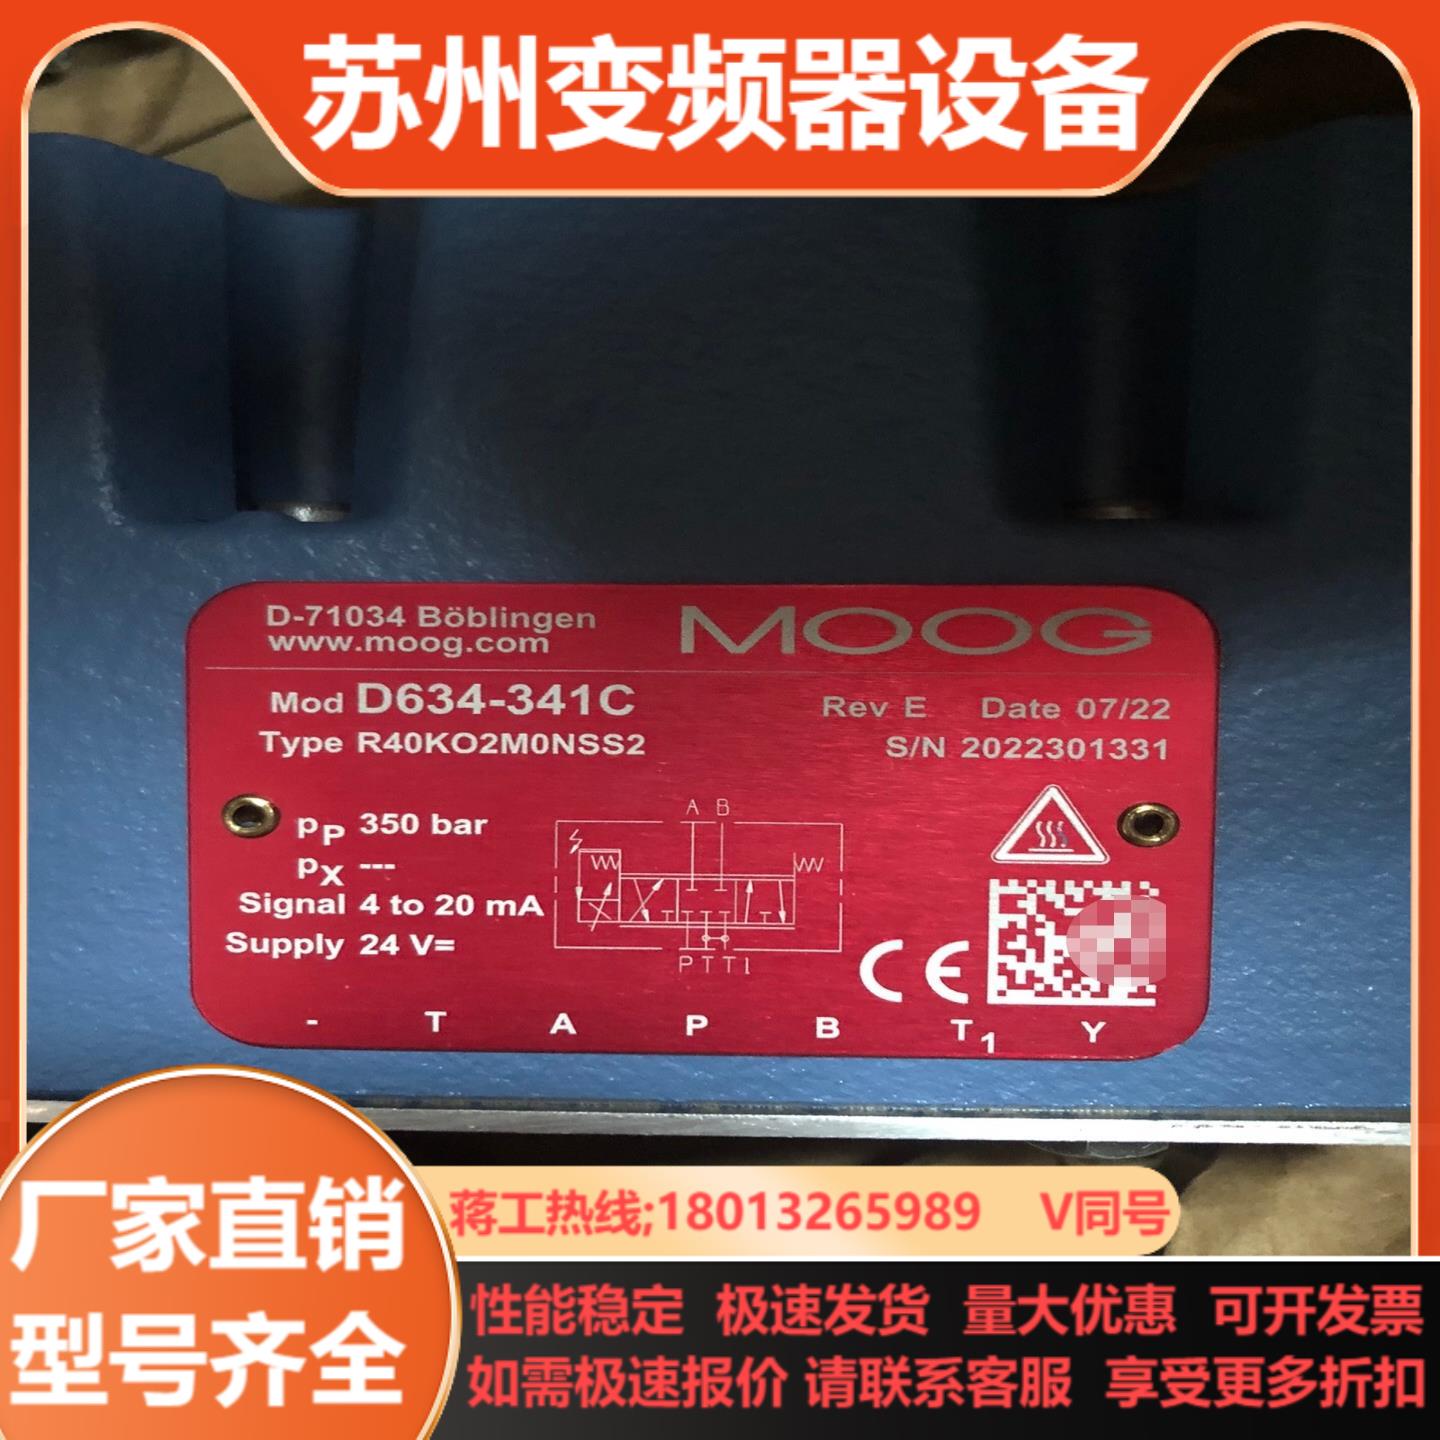 苏州变频器设备
D-71034 Böblingen
www.moog.com
MOOG
Mod D634-341C
Rev E Date 07/22
Type R40KO2M0NSS2
S/N 2022301331
pP 350 bar
pX ---
Signal 4 to 20 mA
Supply 24 V=
A B
P T T1
CE
- T A P B T1 Y
厂家直销
型号齐全
蒋工热线;18013265989 V同号
性能稳定 极速发货 量大优惠 可开发票
如需极速报价 请联系客服 享受更多折扣